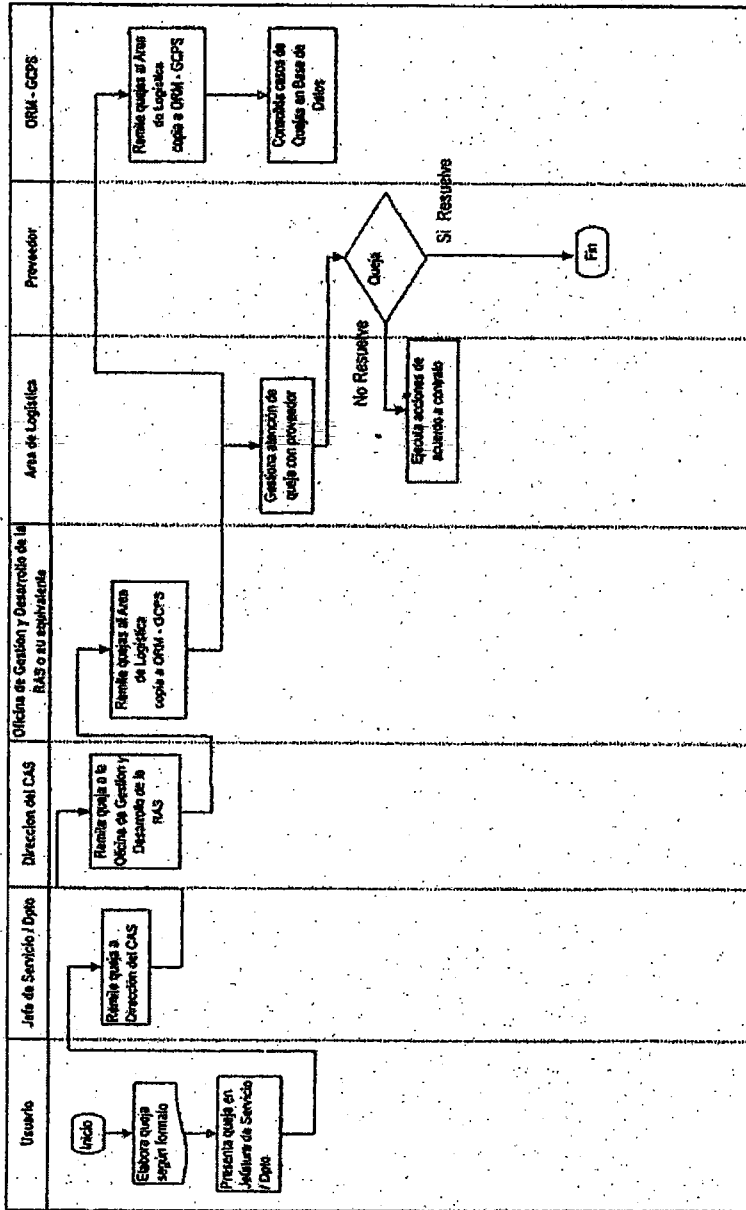 Usuario
Inicio
Elabora queja
según formato
Presenta queja en
Jefatura de Servicio
/ Dpto
Jefe de Servicio / Dpto
Remite queja a
Dirección del CAS
Direccion del CAS
Remite queja a la
Oficina de Gestion y
Desarrollo de la
RAS
Oficina de Gestion y Desarrollo de la
RAS o su equivalente
Remite quejas al Area
de Logística
copia a ORM - GCPS
Area de Logística
Gestiona atención de
queja con proveedor
No Resuelve
Ejecuta acciones de
acuerdo a contrato
Proveedor
Queja
Si Resuelve
Fin
ORM - GCPS
Remite quejas al Area
de Logística
copia a ORM - GCPS
Consolida casos de
Quejas en Base de
Datos